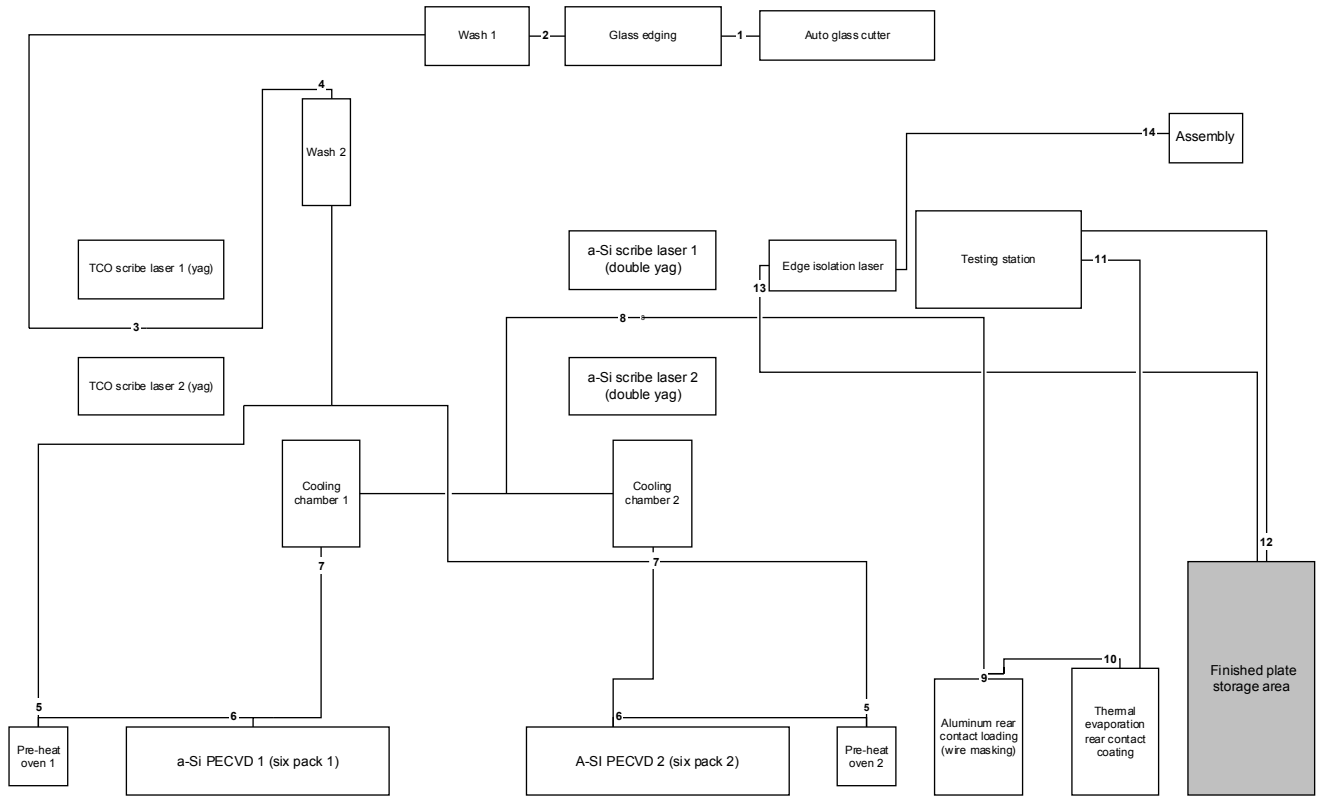 Wash 1
2
Glass edging
1
Auto glass cutter
4
Wash 2
14
Assembly
TCO scribe laser 1 (yag)
a-Si scribe laser 1
(double yag)
Edge isolation laser
Testing station
11
13
3
8
TCO scribe laser 2 (yag)
a-Si scribe laser 2
(double yag)
Cooling
chamber 1
Cooling
chamber 2
7
7
12
5
6
Pre-heat
oven 1
a-Si PECVD 1 (six pack 1)
6
5
A-SI PECVD 2 (six pack 2)
Pre-heat
oven 2
9
10
Aluminum rear
contact loading
(wire masking)
Thermal
evaporation
rear contact
coating
Finished plate
storage area